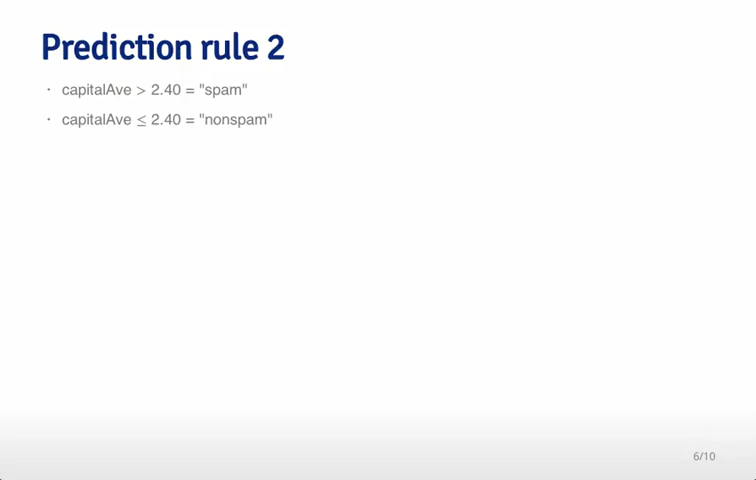 Prediction rule 2
· capitalAve > 2.40 = "spam"
· capitalAve ≤ 2.40 = "nonspam"
6/10